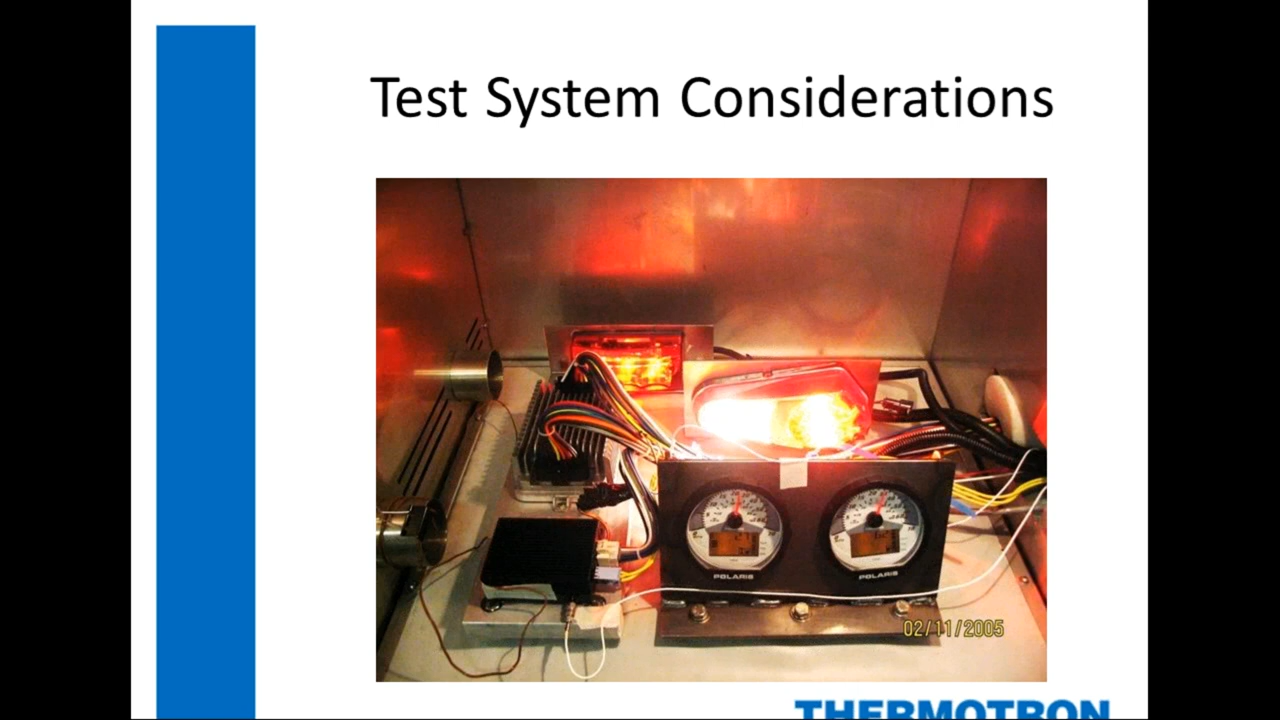 Test System Considerations
POLARIS
POLARIS
02/11/2005
THERMOTRON